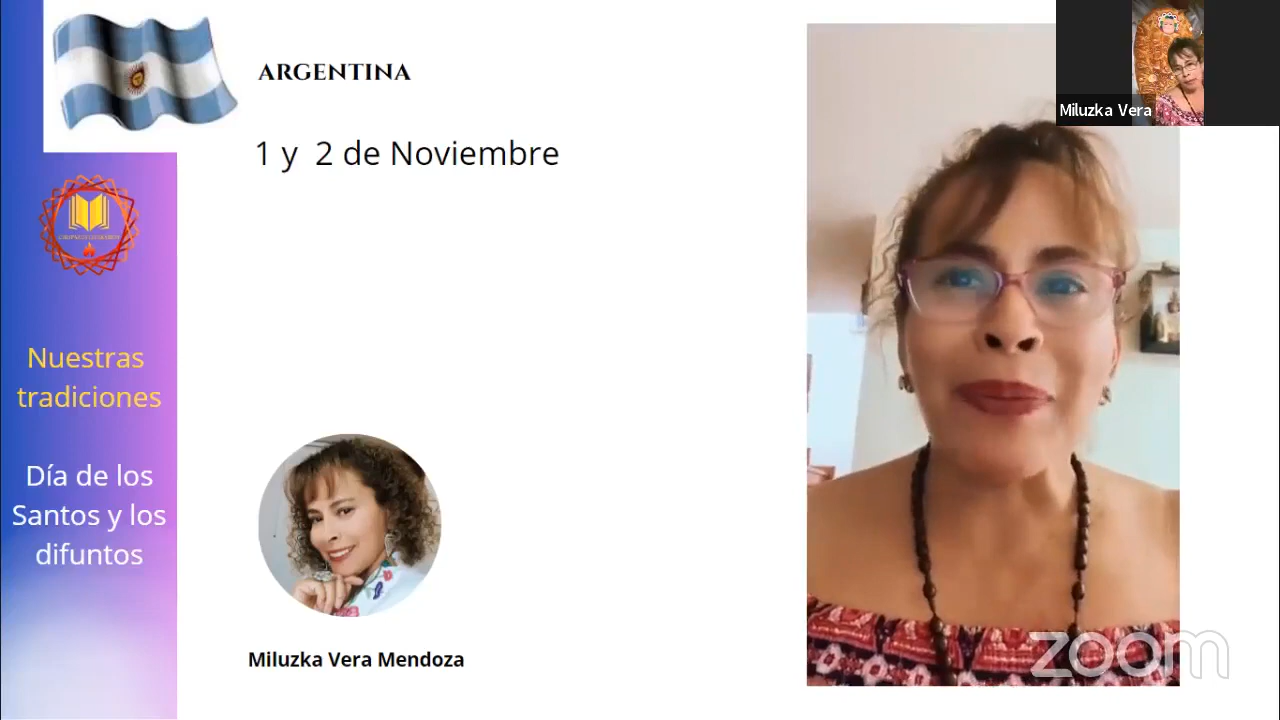 ARGENTINA
1 y 2 de Noviembre
Nuestras
tradiciones
Día de los
Santos y los
difuntos
Miluzka Vera Mendoza
Miluzka Vera
zoom